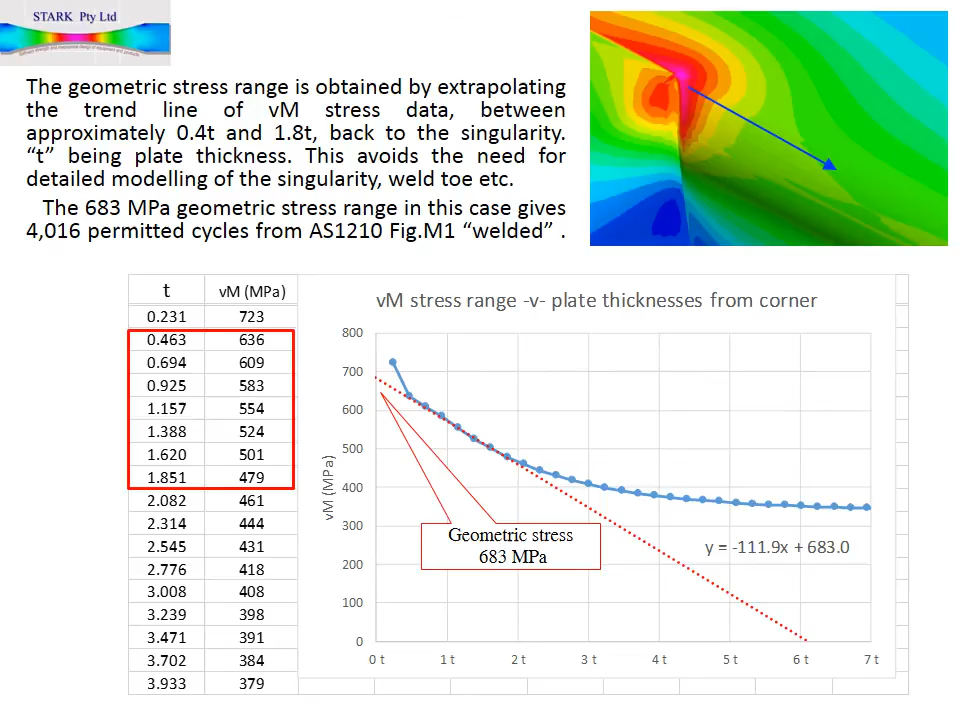 STARK Pty Ltd
The geometric stress range is obtained by extrapolating
the trend line of vM stress data, between
approximately 0.4t and 1.8t, back to the singularity.
“t” being plate thickness. This avoids the need for
detailed modelling of the singularity, weld toe etc.
The 683 MPa geometric stress range in this case gives
4,016 permitted cycles from AS1210 Fig.M1 “welded” .
t vM (MPa)
0.231 723
0.463 636
0.694 609
0.925 583
1.157 554
1.388 524
1.620 501
1.851 479
2.082 461
2.314 444
2.545 431
2.776 418
3.008 408
3.239 398
3.471 391
3.702 384
3.933 379
vM stress range -v- plate thicknesses from corner
800
700
600
500
400
300
200
100
0
vM (MPa)
Geometric stress
683 MPa
y = -111.9x + 683.0
0 t 1 t 2 t 3 t 4 t 5 t 6 t 7 t